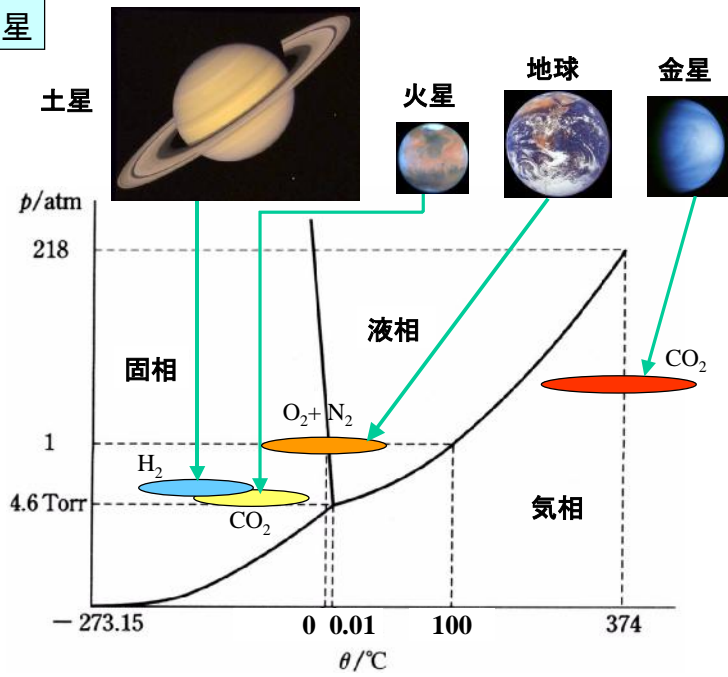 星
土星
火星
地球
金星
p/atm
218
液相
固相
CO₂
O₂+ N₂
1
H₂
4.6 Torr
CO₂
気相
－273.15
0 0.01
100
374
θ/℃